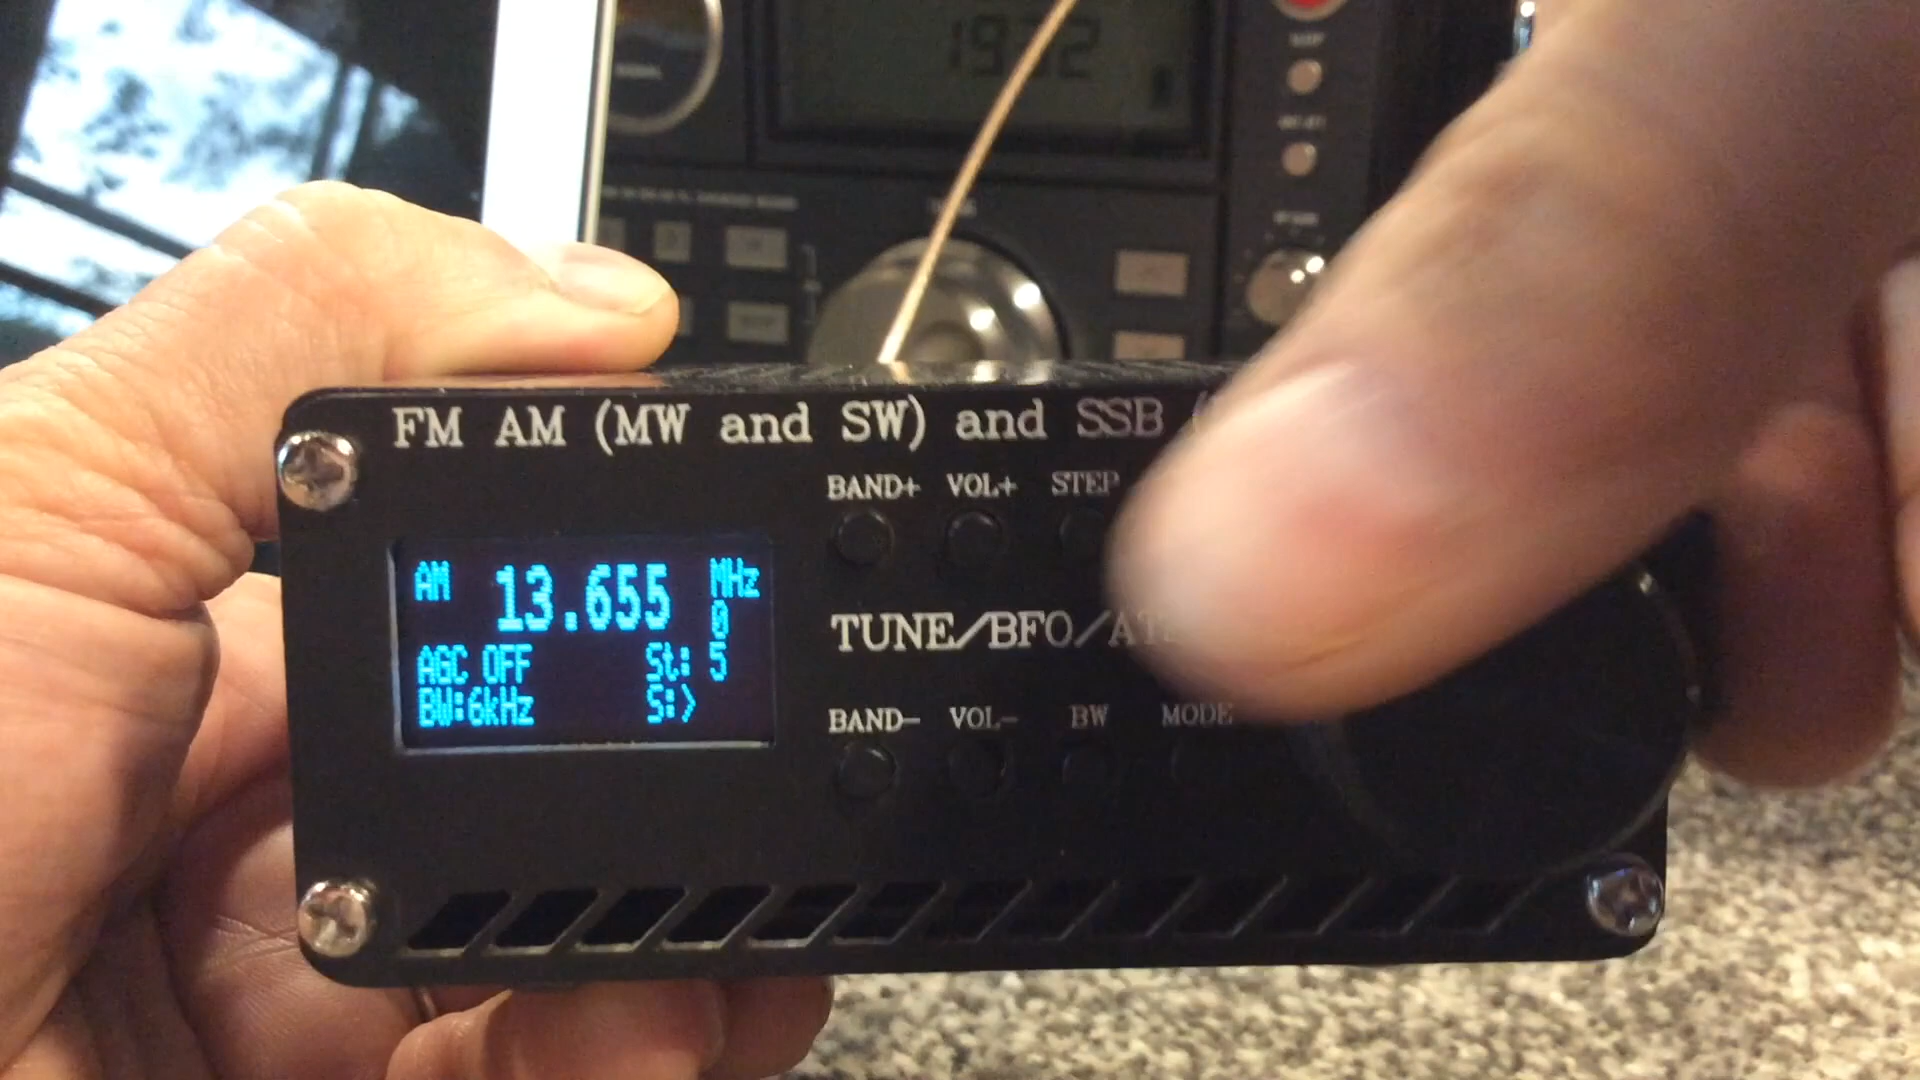 FM AM (MW and SW) and SSB (
BAND+ VOL+ STEP
AM 13.655 MHz
0
AGC OFF St: 5
BW:6kHz S:>
TUNE/BFO/AT
BAND- VOL- BW MODE